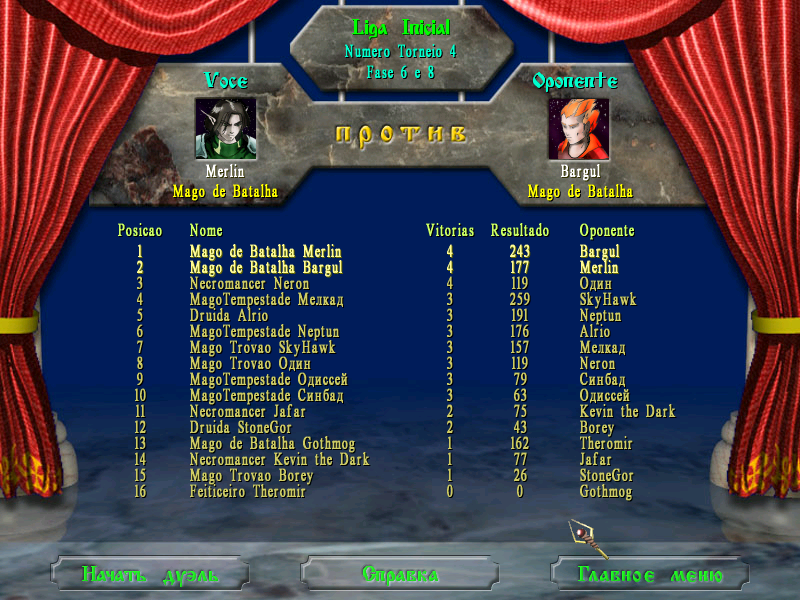 Liga Inicial
Numero Torneio 4
Fase 6 e 8
Voce
Oponente
против
Merlin
Mago de Batalha
Bargul
Mago de Batalha
Posicao Nome Vitorias Resultado Oponente
1 Mago de Batalha Merlin 4 243 Bargul
2 Mago de Batalha Bargul 4 177 Merlin
3 Necromancer Neron 4 119 Один
4 MagoTempestade Мелкад 3 259 SkyHawk
5 Druida Alrio 3 191 Neptun
6 MagoTempestade Neptun 3 176 Alrio
7 Mago Trovao SkyHawk 3 157 Мелкад
8 Mago Trovao Один 3 119 Neron
9 MagoTempestade Одиссей 3 79 Синбад
10 MagoTempestade Синбад 3 63 Одиссей
11 Necromancer Jafar 2 75 Kevin the Dark
12 Druida StoneGor 2 43 Borey
13 Mago de Batalha Gothmog 1 162 Theromir
14 Necromancer Kevin the Dark 1 77 Jafar
15 Mago Trovao Borey 1 26 StoneGor
16 Feiticeiro Theromir 0 0 Gothmog
Начать дуэль
Справка
Главное меню